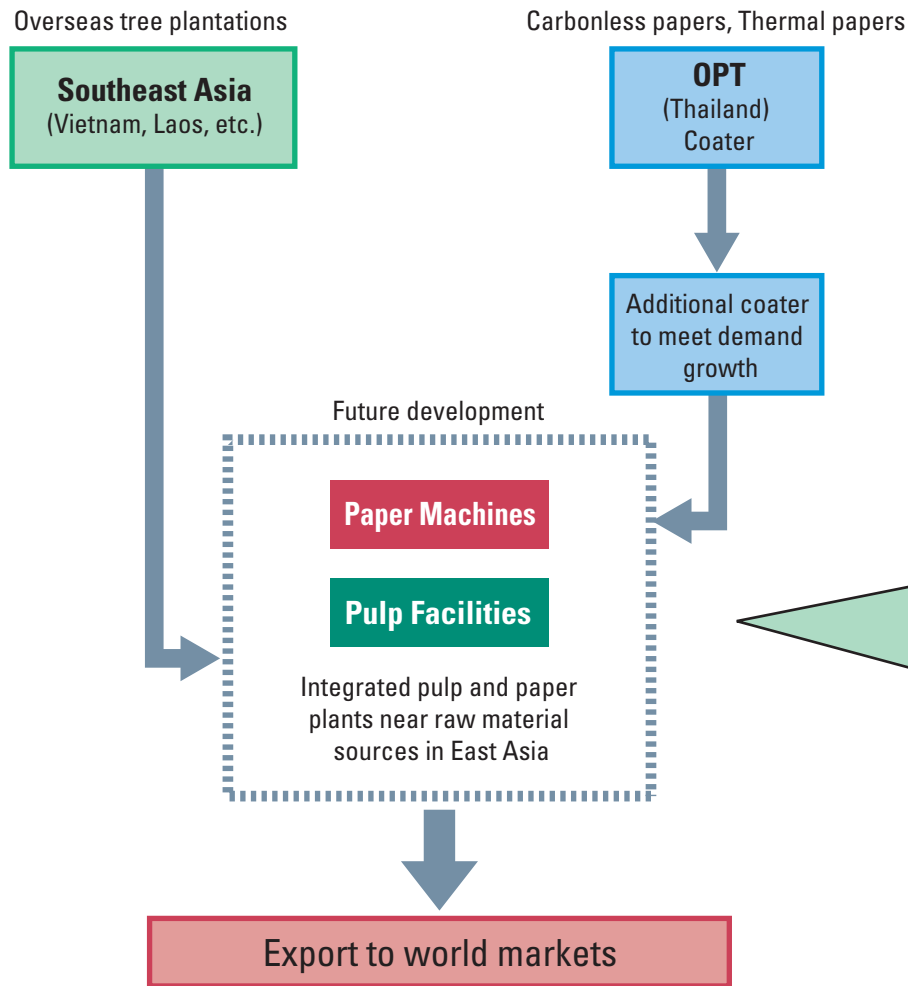 Overseas tree plantations
Southeast Asia
(Vietnam, Laos, etc.)
Carbonless papers, Thermal papers
OPT
(Thailand)
Coater
Additional coater
to meet demand
growth
Future development
Paper Machines
Pulp Facilities
Integrated pulp and paper
plants near raw material
sources in East Asia
Export to world markets